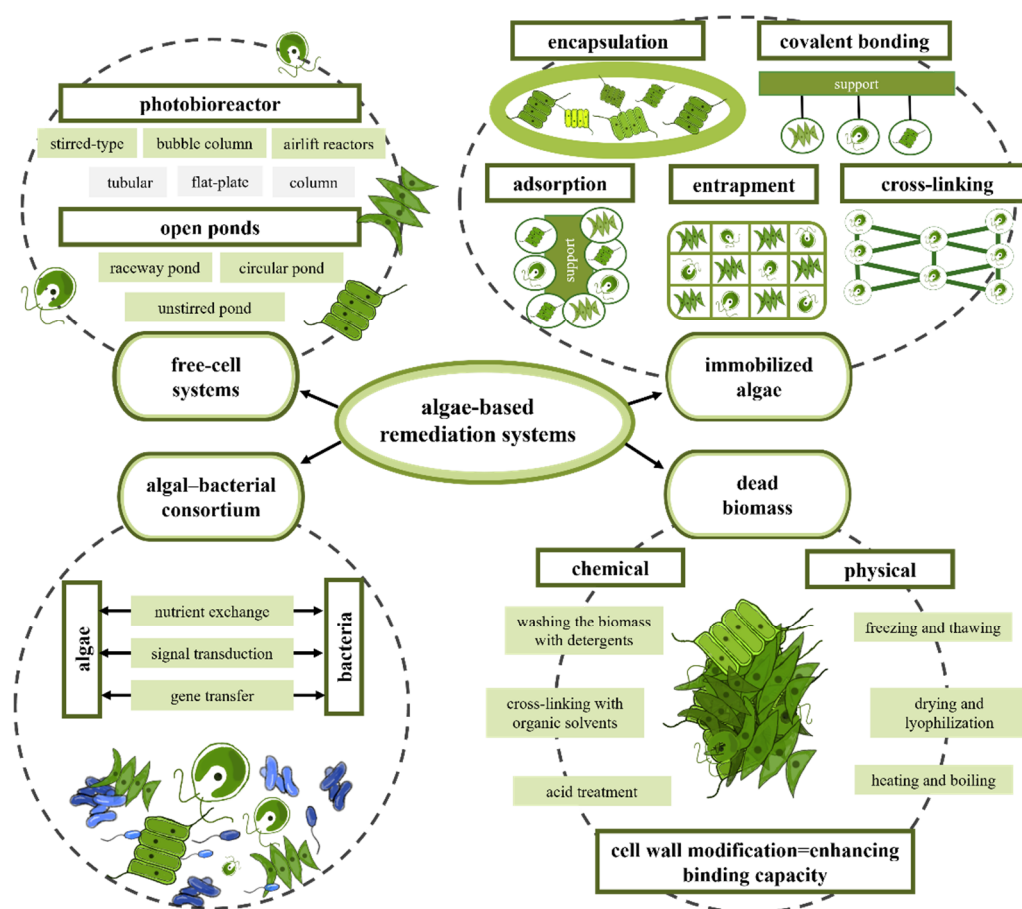 photobioreactor
stirred-type
bubble column
airlift reactors
tubular
flat-plate
column
open ponds
raceway pond
circular pond
unstirred pond
free-cell
systems
encapsulation
covalent bonding
support
adsorption
entrapment
cross-linking
support
immobilized
algae
algae-based
remediation systems
algal–bacterial
consortium
algae
nutrient exchange
signal transduction
gene transfer
bacteria
dead
biomass
chemical
physical
washing the biomass
with detergents
freezing and thawing
cross-linking with
organic solvents
drying and
lyophilization
acid treatment
heating and boiling
cell wall modification=enhancing
binding capacity